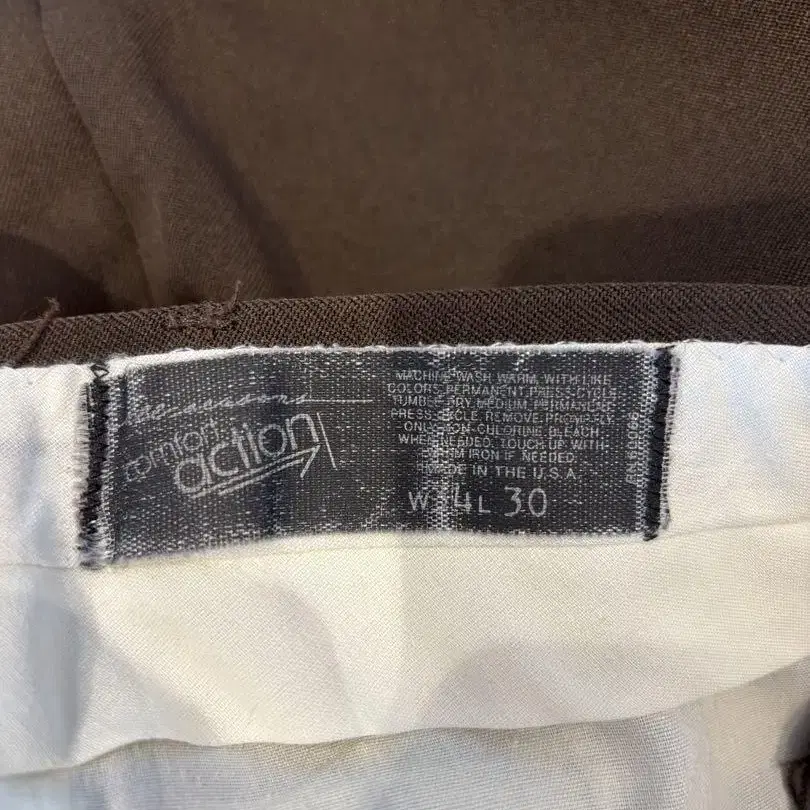 comfort
action
MACHINE WASH WARM, WITH LIKE
COLORS, PERMANENT PRESS CYCLE
TUMBLE DRY MEDIUM, PERMANENT
PRESS CYCLE REMOVE PROMPTLY
ONLY NON-CHLORINE BLEACH
WHEN NEEDED. TOUCH UP WITH
WARM IRON IF NEEDED.
MADE IN THE U.S.A.
W 4 L 30